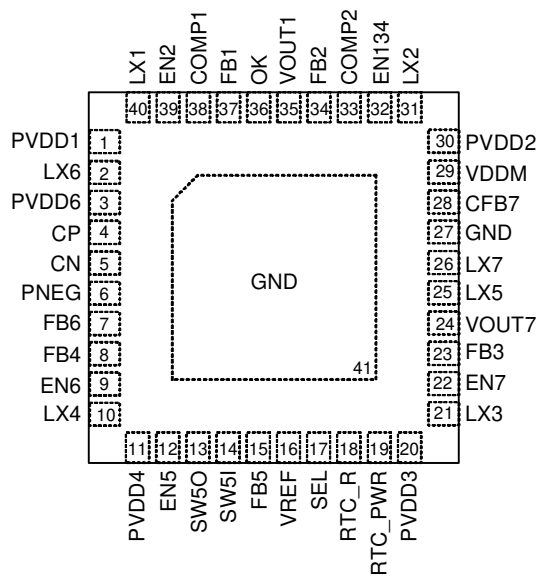 LX1 EN2 COMP1 FB1 OK VOUT1 FB2 COMP2 EN134 LX2
40 39 38 37 36 35 34 33 32 31
PVDD1 1
LX6 2
PVDD6 3
CP 4
CN 5
PNEG 6
FB6 7
FB4 8
EN6 9
LX4 10
GND
41
30 PVDD2
29 VDDM
28 CFB7
27 GND
26 LX7
25 LX5
24 VOUT7
23 FB3
22 EN7
21 LX3
11 12 13 14 15 16 17 18 19 20
PVDD4 EN5 SW5O SW5I FB5 VREF SEL RTC_R RTC_PWR PVDD3